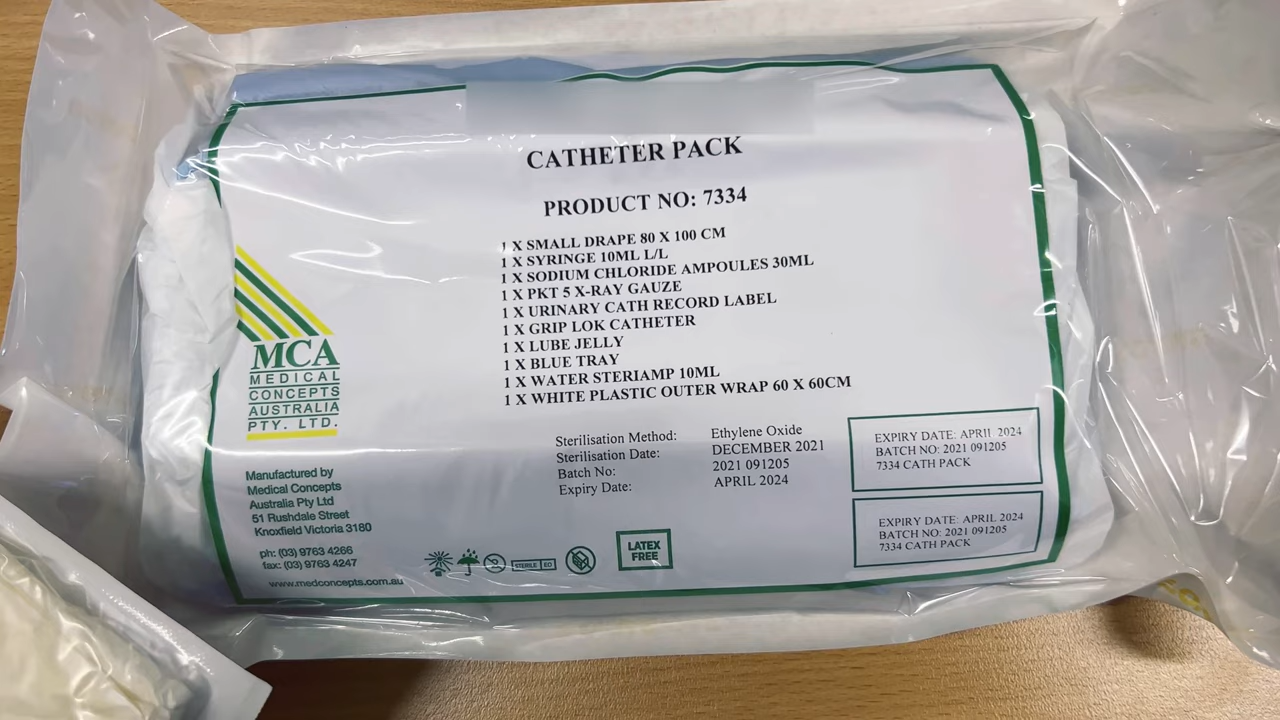 CATHETER PACK
PRODUCT NO: 7334
1 X SMALL DRAPE 80 X 100 CM
1 X SYRINGE 10ML L/L
1 X SODIUM CHLORIDE AMPOULES 30ML
1 X PKT 5 X-RAY GAUZE
1 X URINARY CATH RECORD LABEL
1 X GRIP LOK CATHETER
1 X LUBE JELLY
1 X BLUE TRAY
1 X WATER STERIAMP 10ML
1 X WHITE PLASTIC OUTER WRAP 60 X 60CM
MCA
MEDICAL
CONCEPTS
AUSTRALIA
PTY. LTD.
Sterilisation Method: Ethylene Oxide
Sterilisation Date: DECEMBER 2021
Batch No: 2021 091205
Expiry Date: APRIL 2024
EXPIRY DATE: APRIL 2024
BATCH NO: 2021 091205
7334 CATH PACK
EXPIRY DATE: APRIL 2024
BATCH NO: 2021 091205
7334 CATH PACK
Manufactured by
Medical Concepts
Australia Pty Ltd
51 Rushdale Street
Knoxfield Victoria 3180
ph: (03) 9763 4266
fax: (03) 9763 4247
www.medconcepts.com.au
2
STERILE EO
LATEX
FREE